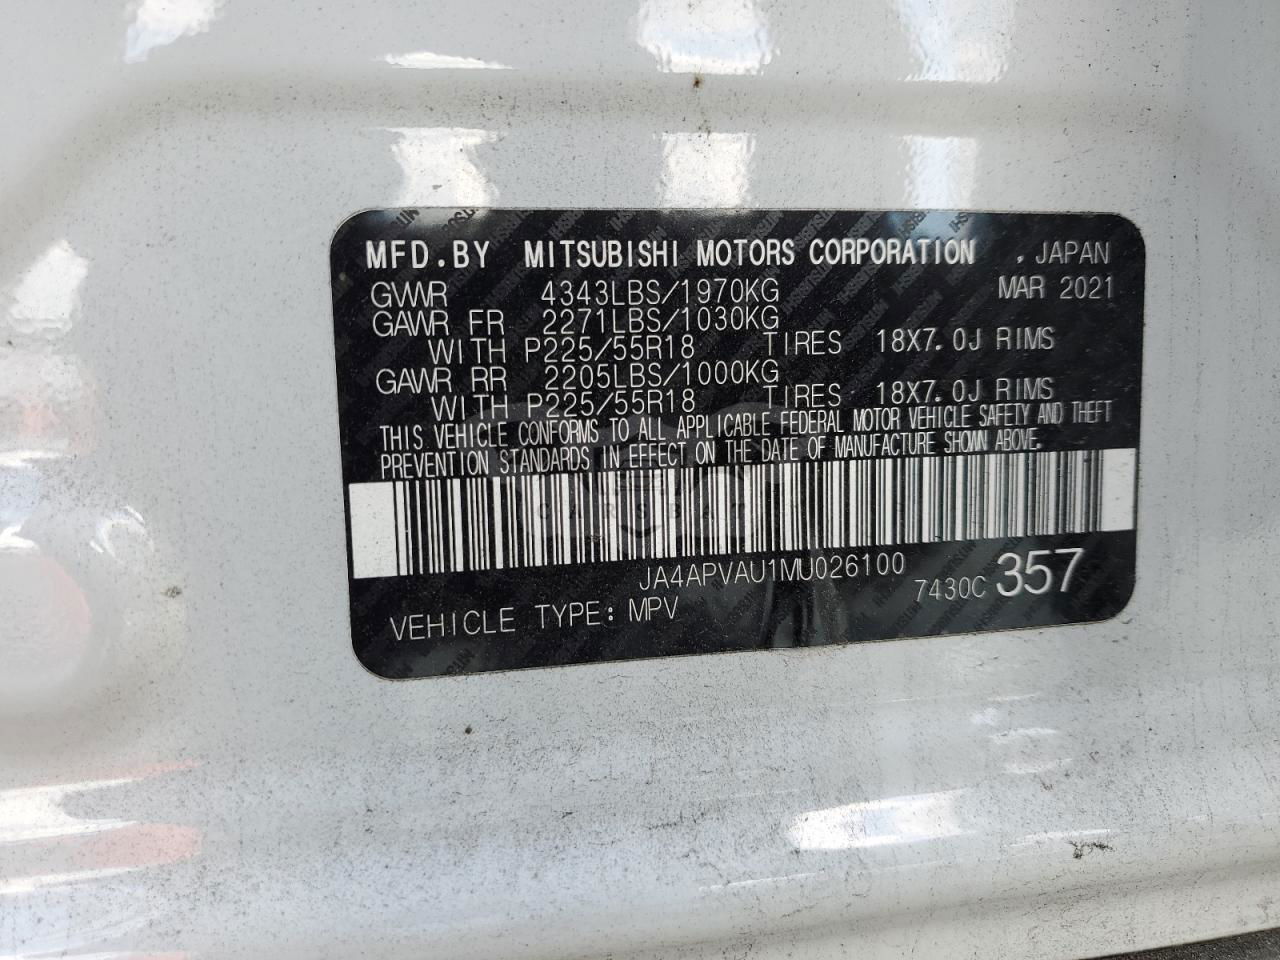 MFD.BY MITSUBISHI MOTORS CORPORATION , JAPAN
GVWR 4343LBS/1970KG MAR 2021
GAWR FR 2271LBS/1030KG
WITH P225/55R18 TIRES 18X7.0J RIMS
GAWR RR 2205LBS/1000KG
WITH P225/55R18 TIRES 18X7.0J RIMS
THIS VEHICLE CONFORMS TO ALL APPLICABLE FEDERAL MOTOR VEHICLE SAFETY AND THEFT
PREVENTION STANDARDS IN EFFECT ON THE DATE OF MANUFACTURE SHOWN ABOVE.
JA4APVAU1MU026100
7430C 357
VEHICLE TYPE: MPV